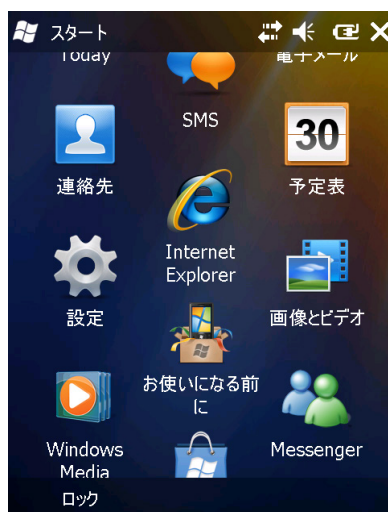 スタート
Today
SMS
電子メール
連絡先
30
予定表
Internet
Explorer
設定
画像とビデオ
お使いになる前
に
Windows
Media
Messenger
ロック